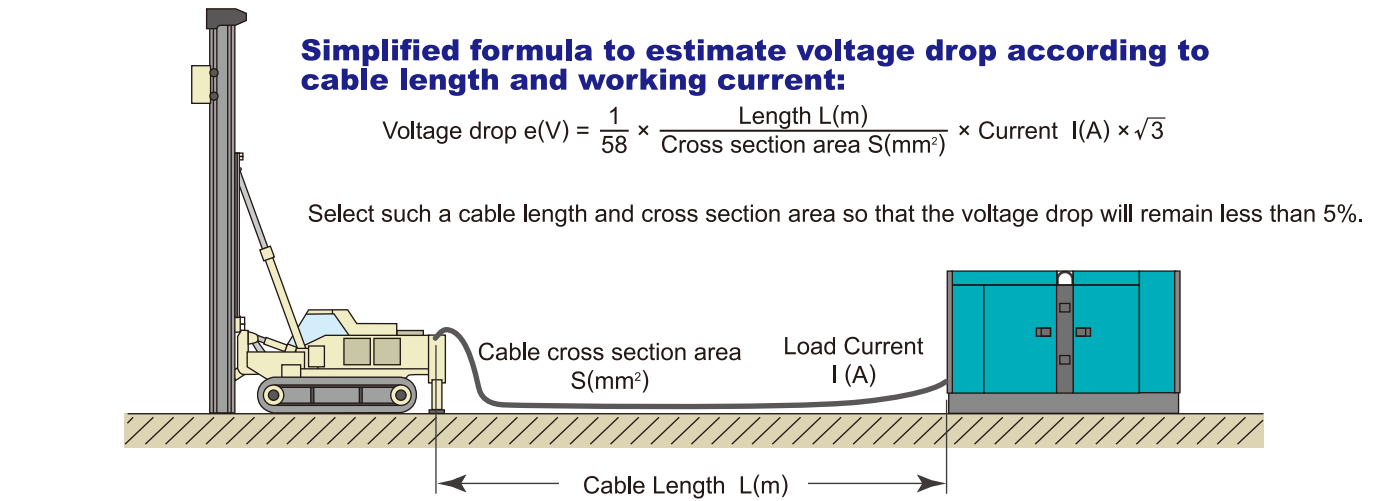 Simplified formula to estimate voltage drop according to
cable length and working current:
Voltage drop e(V) = 1/58 × Length L(m)/Cross section area S(mm²) × Current I(A) × √3
Select such a cable length and cross section area so that the voltage drop will remain less than 5%.
Cable cross section area
S(mm²)
Load Current
I (A)
Cable Length L(m)